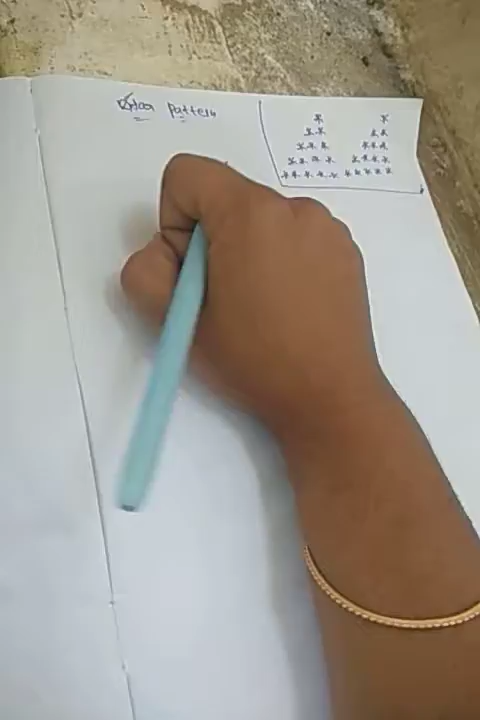 Pattern
*        *
* *      * *
* * *    * * *
* * * *    * * * *
* * * * *  * * * * *